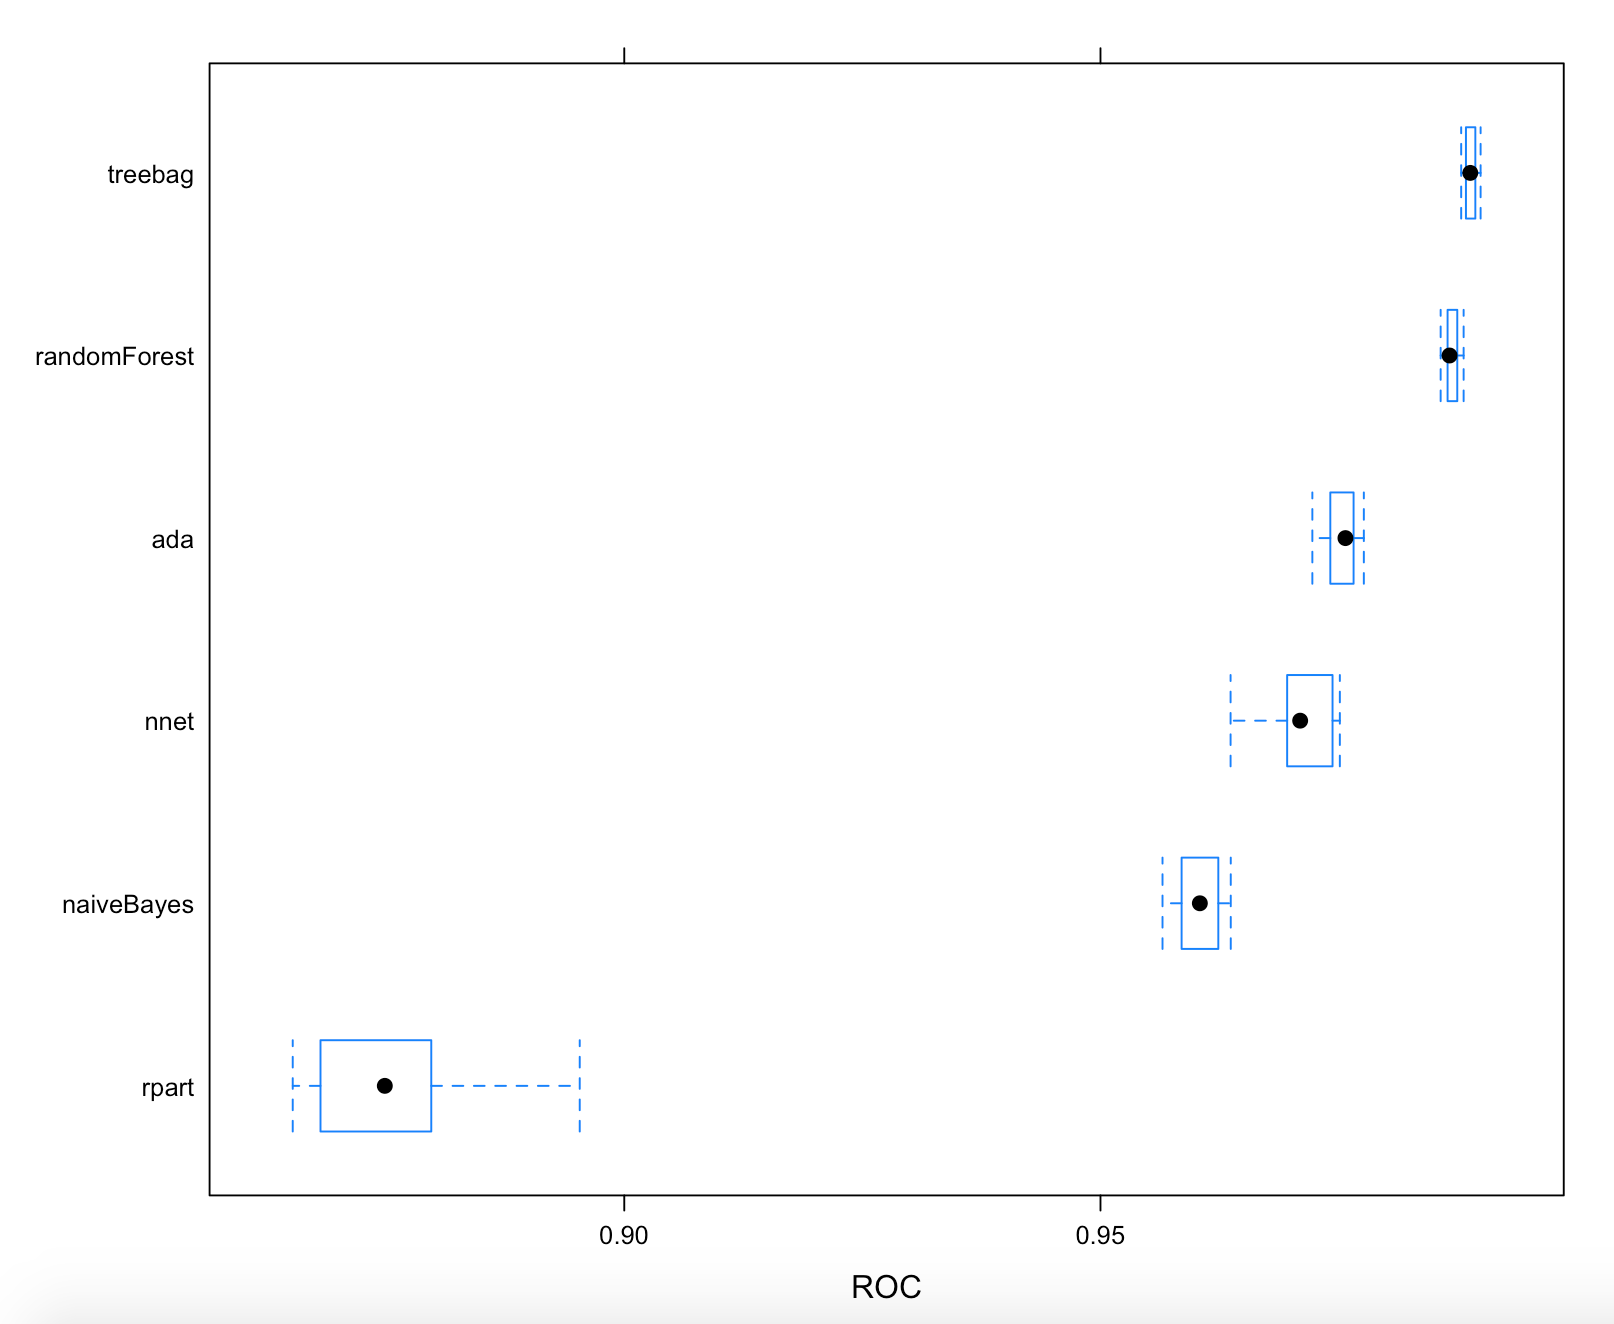 treebag
randomForest
ada
nnet
naiveBayes
rpart
0.90 0.95
ROC